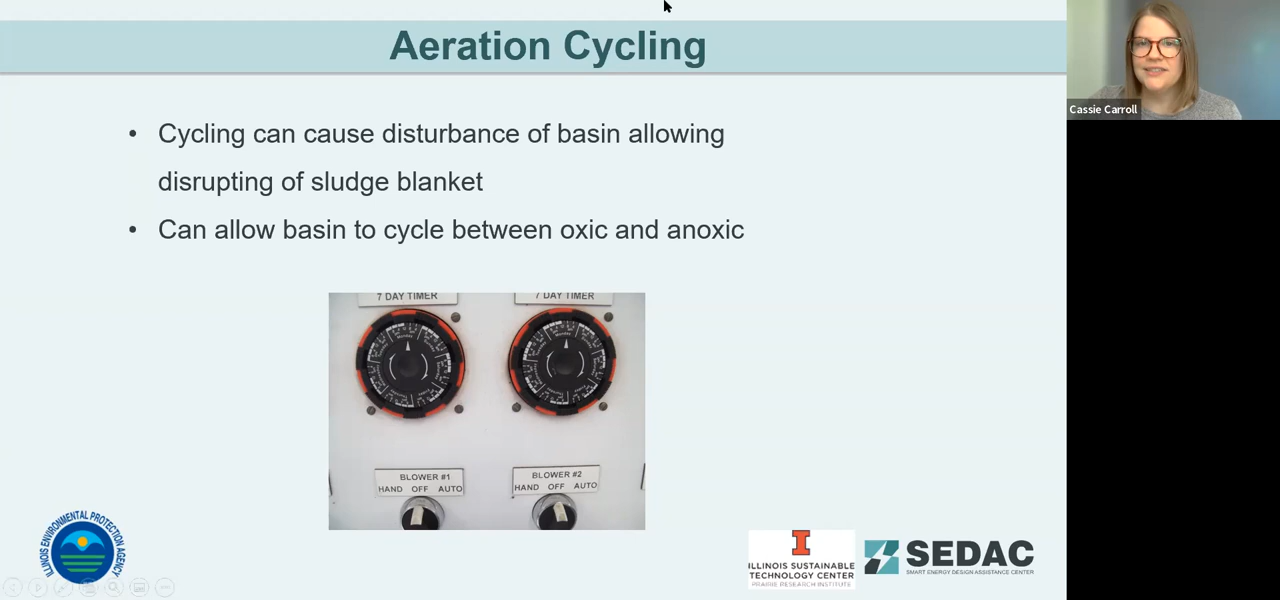 Aeration Cycling
Cassie Carroll
• Cycling can cause disturbance of basin allowing
disrupting of sludge blanket
• Can allow basin to cycle between oxic and anoxic
7 DAY TIMER
7 DAY TIMER
BLOWER #1
HAND OFF AUTO
BLOWER #2
HAND OFF AUTO
ILLINOIS ENVIRONMENTAL PROTECTION AGENCY
ILLINOIS SUSTAINABLE
TECHNOLOGY CENTER
PRAIRIE RESEARCH INSTITUTE
SEDAC
SMART ENERGY DESIGN ASSISTANCE CENTER